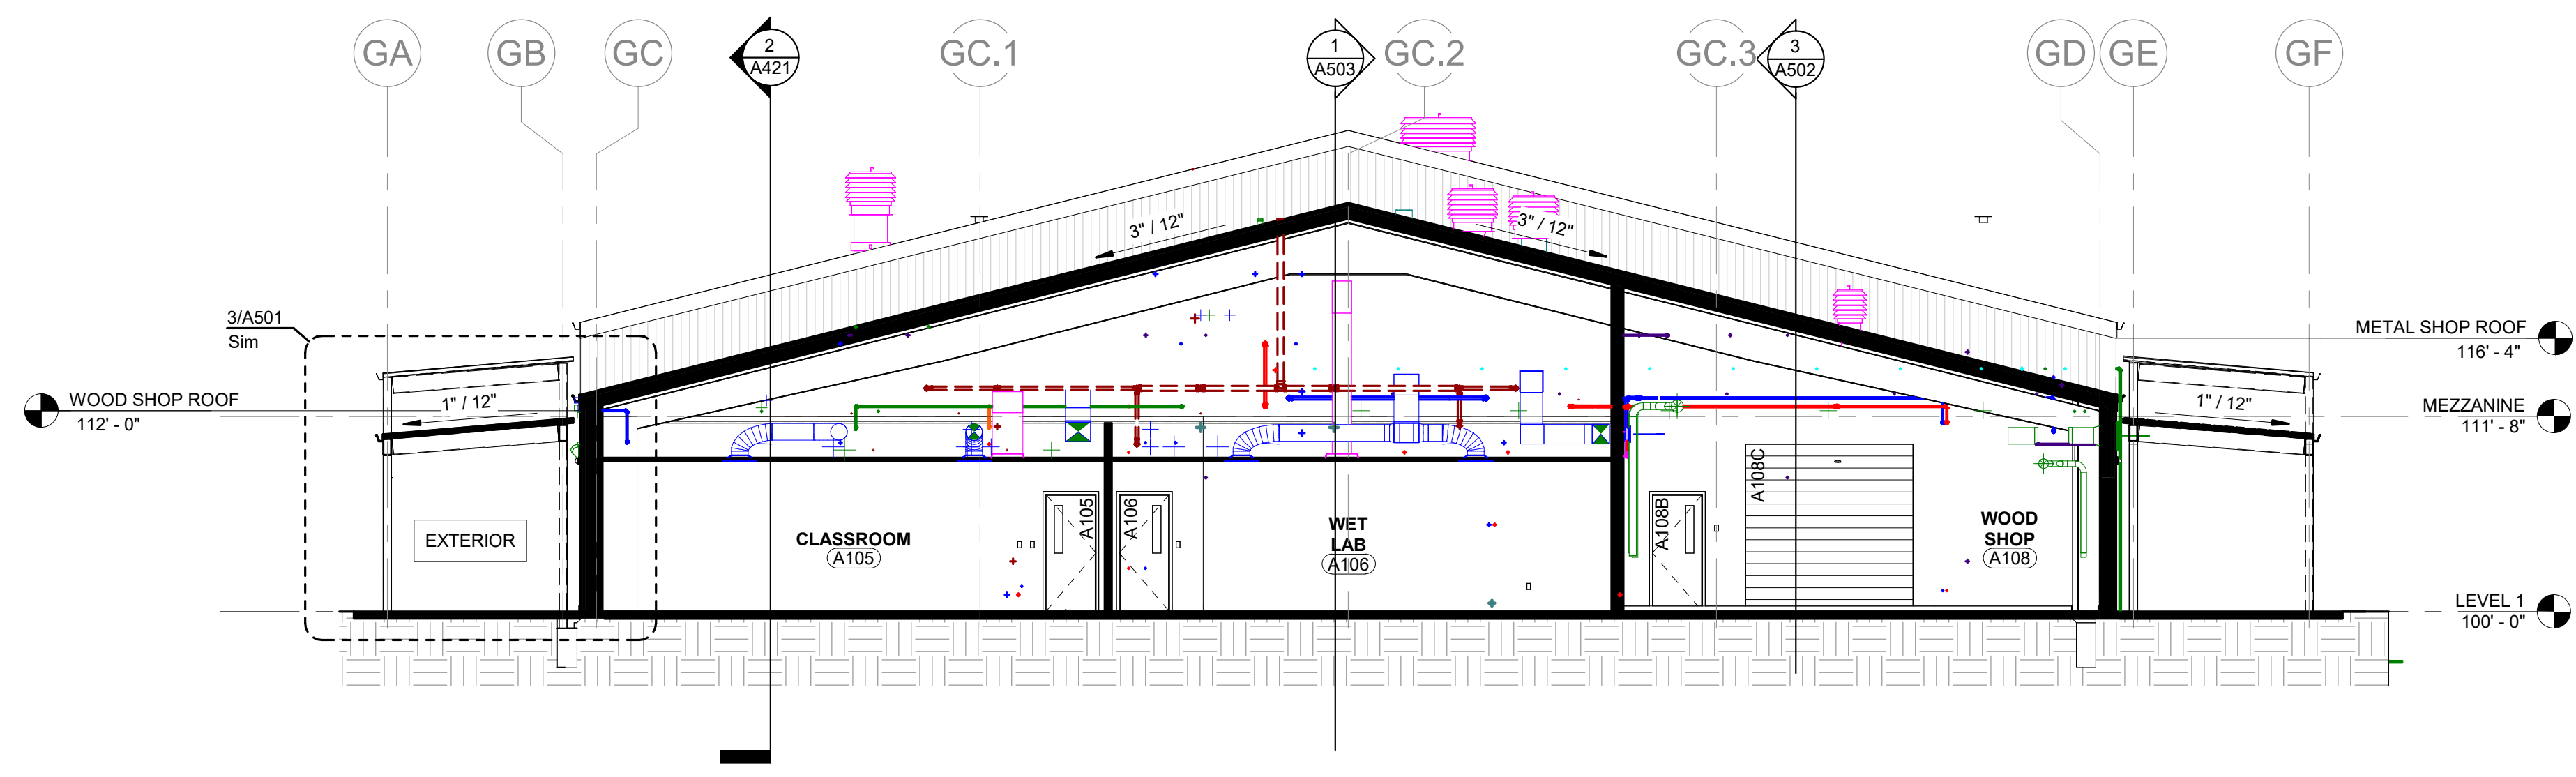 GA
GB
GC
2
A421
GC.1
1
A503
GC.2
GC.3
3
A502
GD
GE
GF
3" / 12"
3" / 12"
3/A501
Sim
METAL SHOP ROOF
116' - 4"
WOOD SHOP ROOF
112' - 0"
1" / 12"
1" / 12"
MEZZANINE
111' - 8"
EXTERIOR
CLASSROOM
A105
A105
A106
WET
LAB
A106
A108B
A108C
WOOD
SHOP
A108
LEVEL 1
100' - 0"